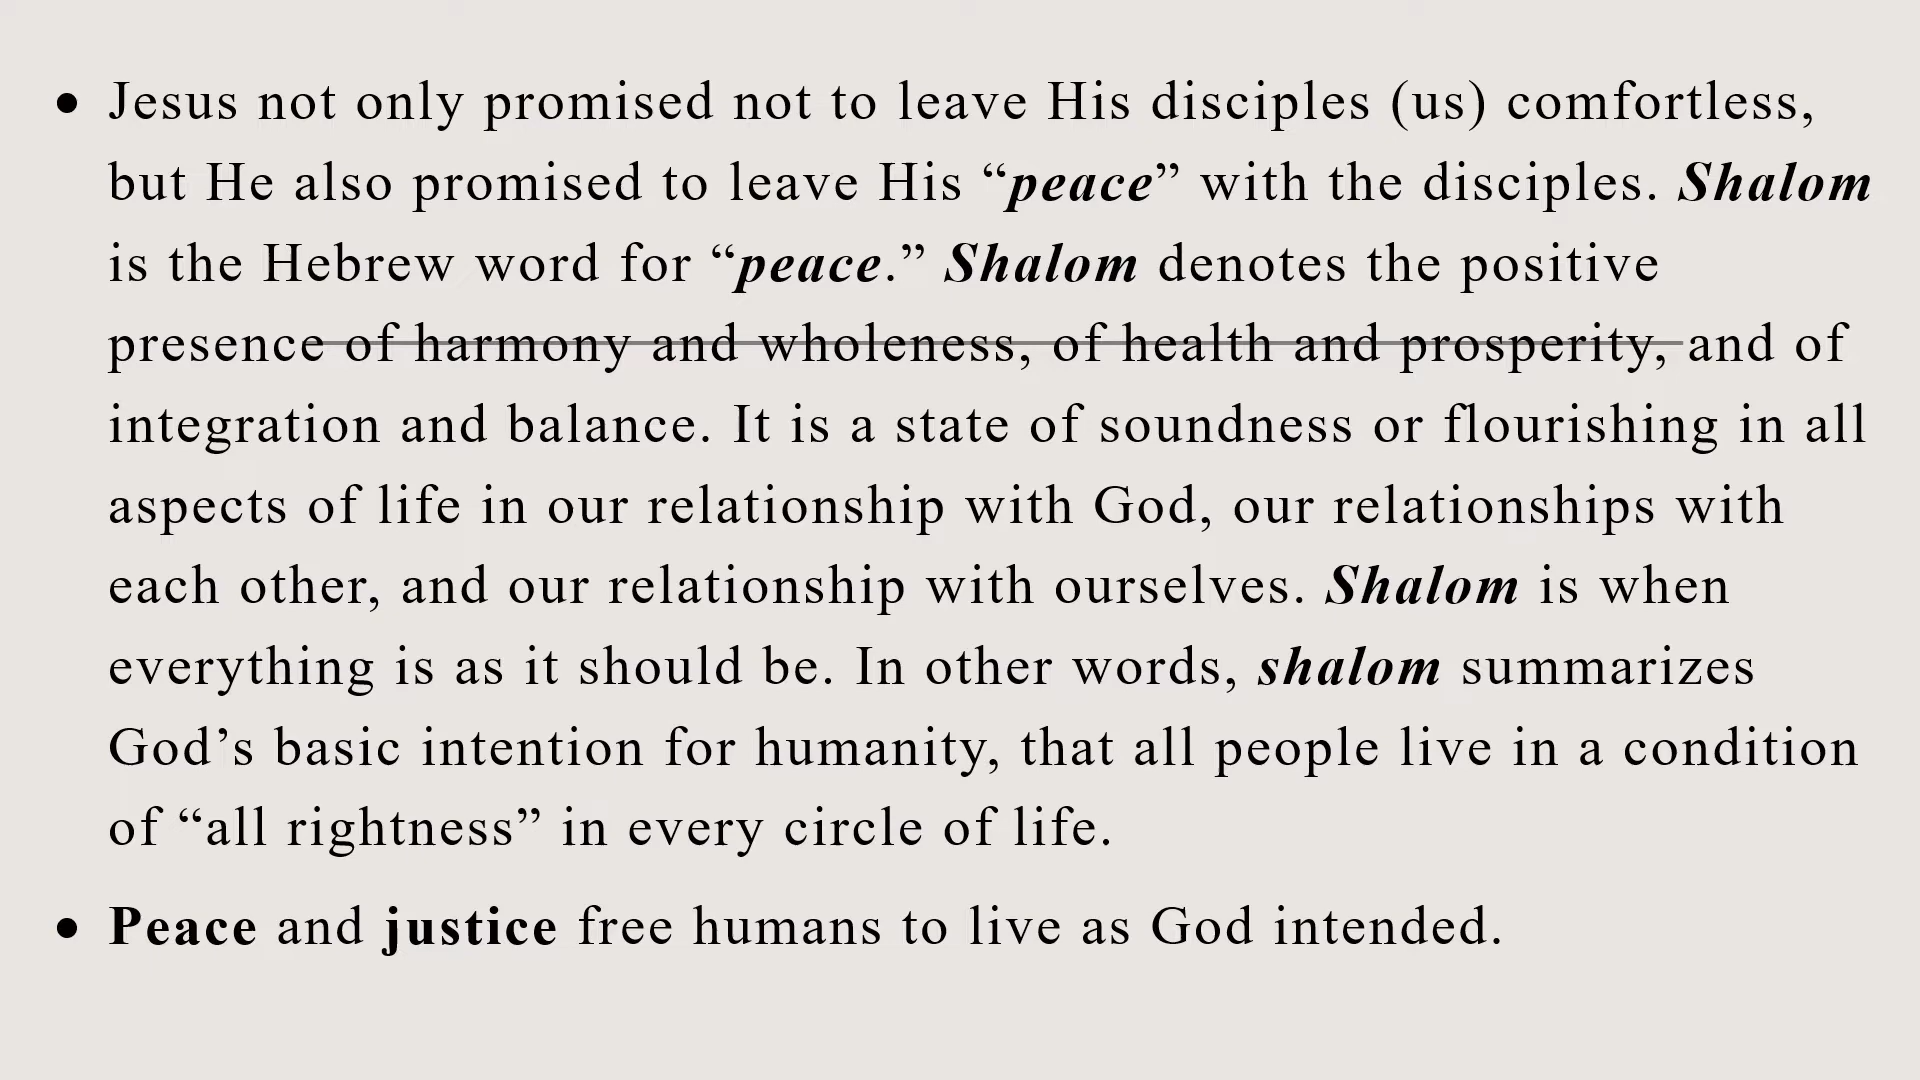 • Jesus not only promised not to leave His disciples (us) comfortless,
but He also promised to leave His “peace” with the disciples. Shalom
is the Hebrew word for “peace.” Shalom denotes the positive
presence of harmony and wholeness, of health and prosperity, and of
integration and balance. It is a state of soundness or flourishing in all
aspects of life in our relationship with God, our relationships with
each other, and our relationship with ourselves. Shalom is when
everything is as it should be. In other words, shalom summarizes
God’s basic intention for humanity, that all people live in a condition
of “all rightness” in every circle of life.
• Peace and justice free humans to live as God intended.